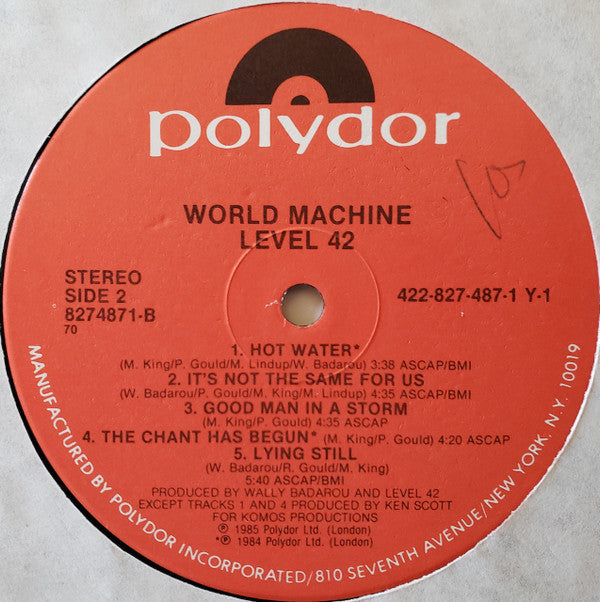 polydor
WORLD MACHINE
LEVEL 42
STEREO
SIDE 2
8274871-B
70
422-827-487-1 Y-1
1. HOT WATER*
(M. King/P. Gould/M. Lindup/W. Badarou) 3:38 ASCAP/BMI
2. IT'S NOT THE SAME FOR US
(W. Badarou/P. Gould/M. King/M. Lindup) 4:35 ASCAP/BMI
3. GOOD MAN IN A STORM
(M. King/P. Gould) 4:35 ASCAP
4. THE CHANT HAS BEGUN* (M. King/P. Gould) 4:20 ASCAP
5. LYING STILL
(W. Badarou/R. Gould/M. King)
5:40 ASCAP/BMI
PRODUCED BY WALLY BADAROU AND LEVEL 42
EXCEPT TRACKS 1 AND 4 PRODUCED BY KEN SCOTT
FOR KOMOS PRODUCTIONS
℗ 1985 Polydor Ltd. (London)
*℗ 1984 Polydor Ltd. (London)
MANUFACTURED BY POLYDOR INCORPORATED/810 SEVENTH AVENUE/NEW YORK, N.Y. 10019